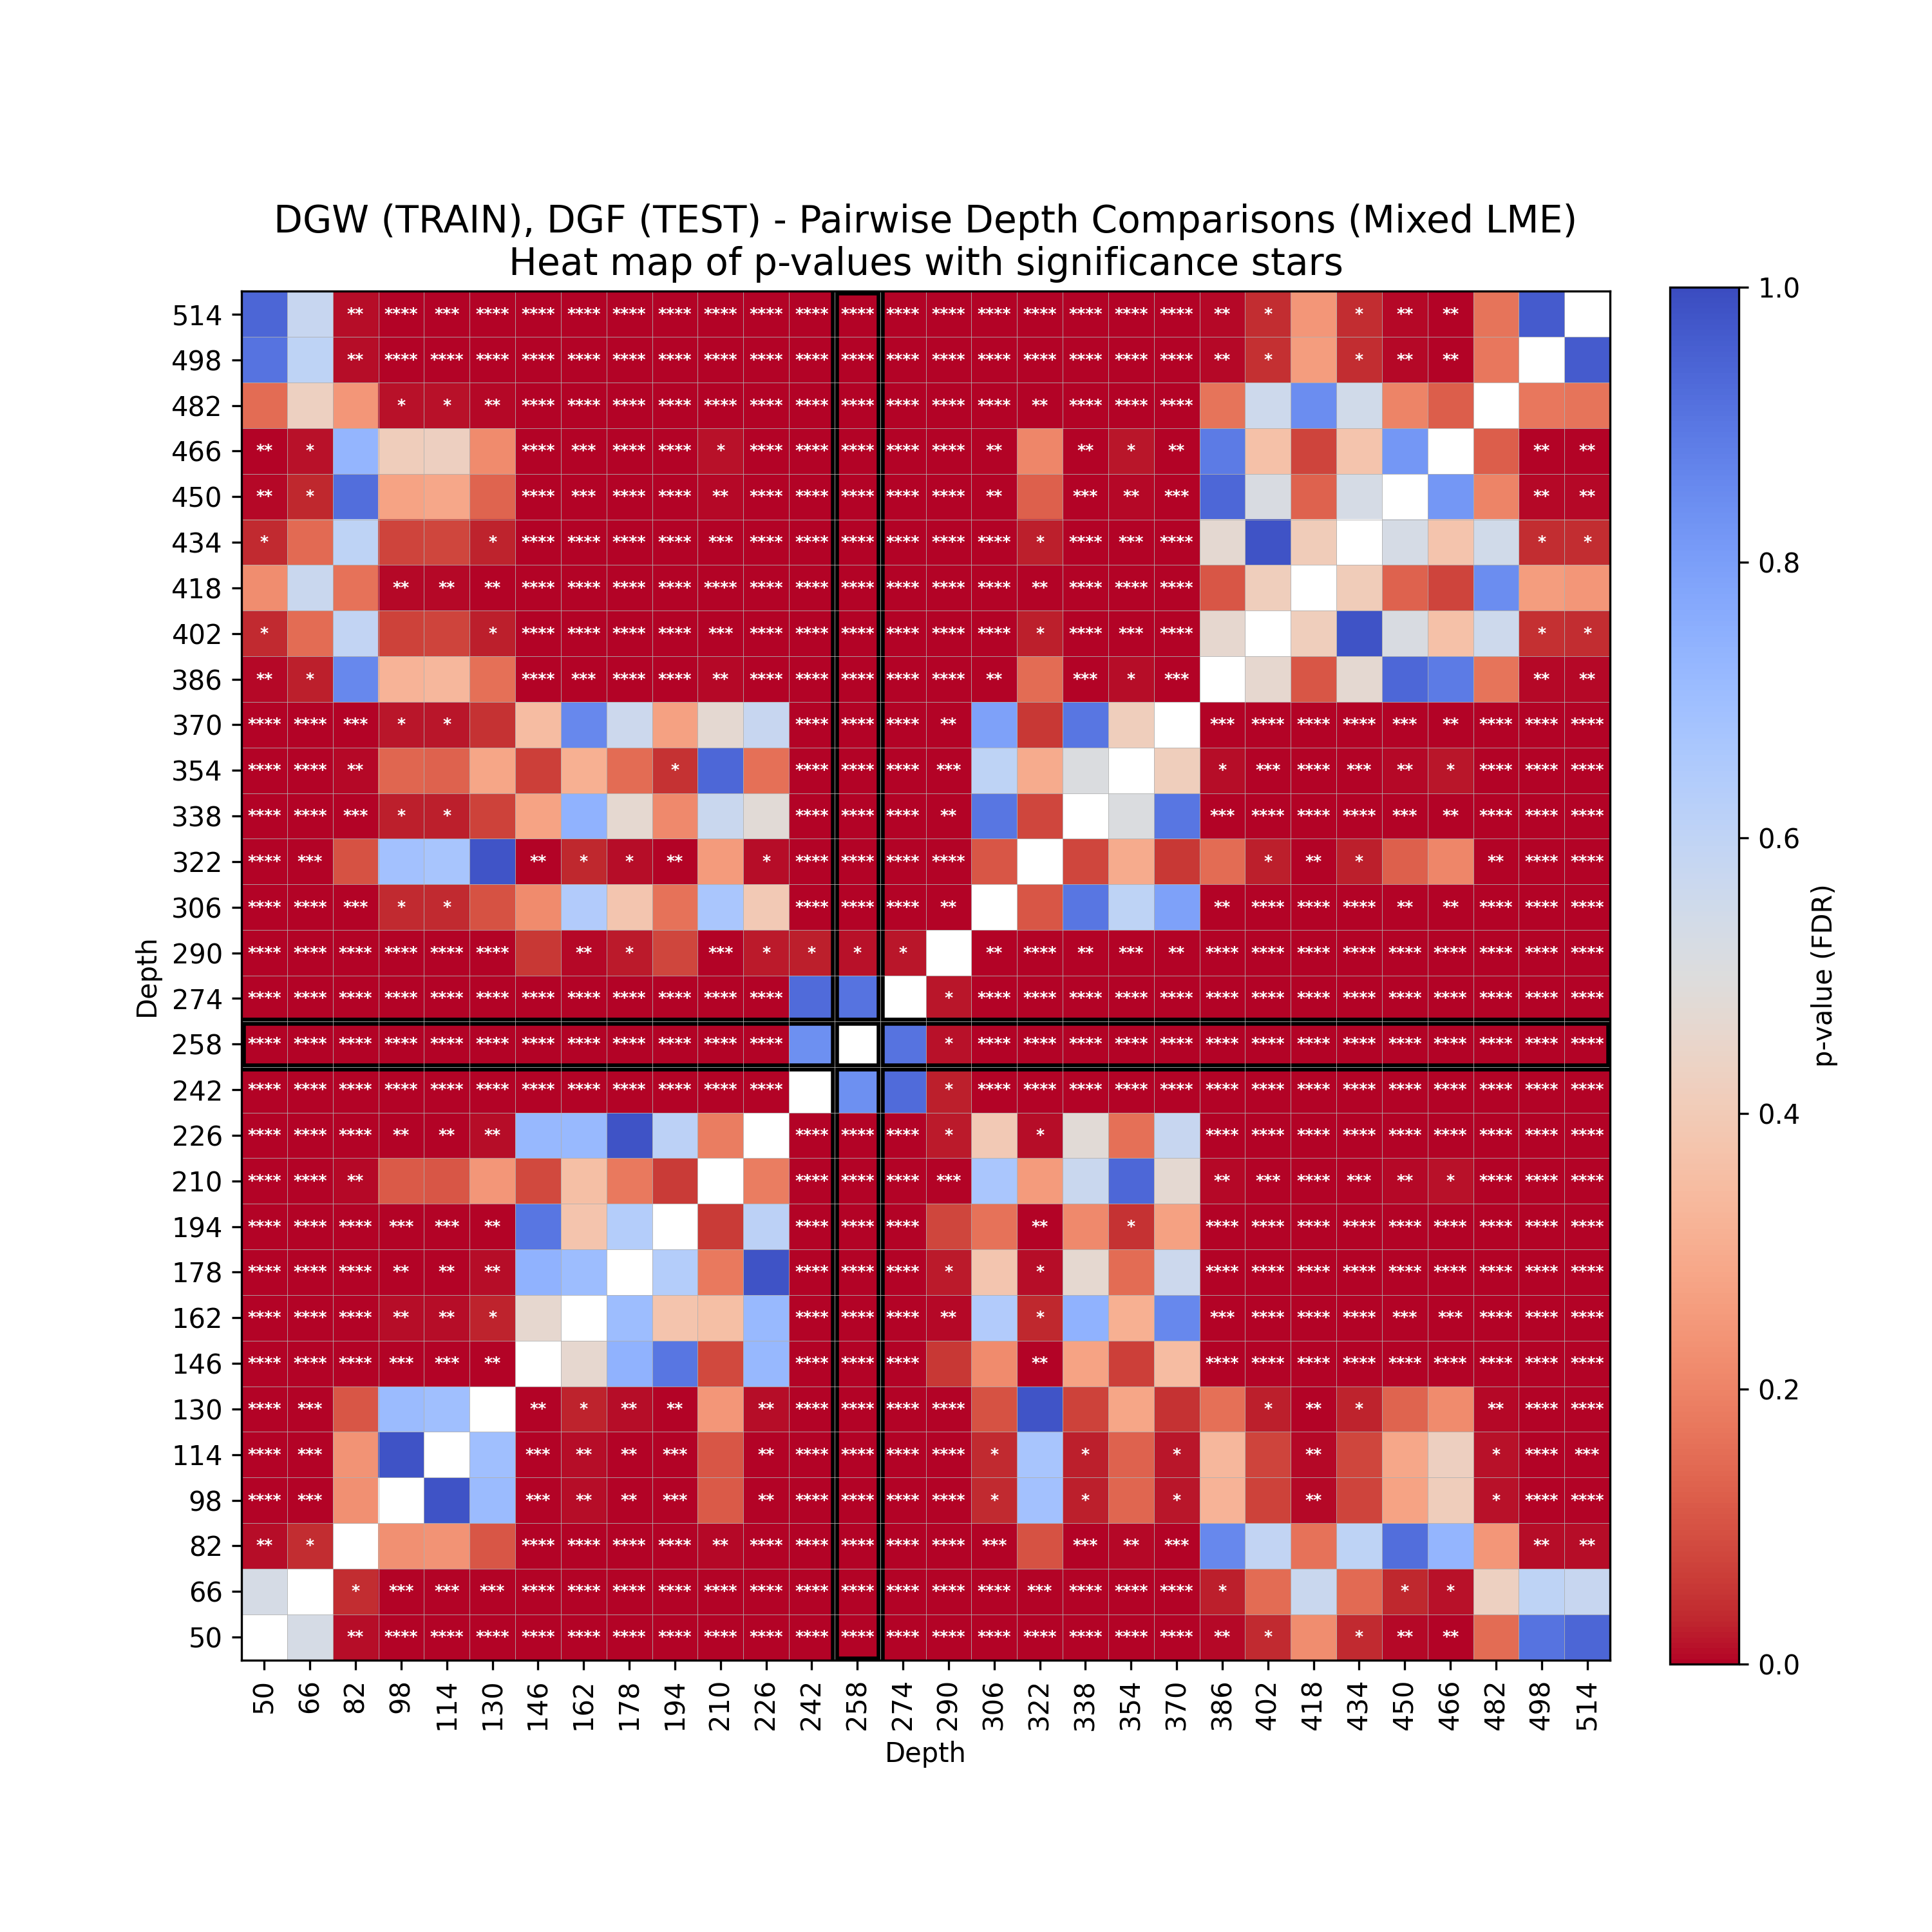 DGW (TRAIN), DGF (TEST) - Pairwise Depth Comparisons (Mixed LME)
Heat map of p-values with significance stars
514 ** **** *** **** **** **** **** **** **** **** **** **** **** **** **** **** **** **** **** ** * * ** **
498 ** **** **** **** **** **** **** **** **** **** **** **** **** **** **** **** **** **** **** ** * * ** **
482 * * ** **** **** **** **** **** **** **** **** **** **** **** ** **** **** ****
466 ** * **** *** **** **** * **** **** **** **** **** ** ** * ** ** **
450 ** * **** *** **** **** ** **** **** **** **** **** ** *** ** *** ** **
434 * * **** **** **** **** *** **** **** **** **** **** **** * **** *** **** * *
418 ** ** ** **** **** **** **** **** **** **** **** **** **** **** ** **** **** ****
402 * * **** **** **** **** *** **** **** **** **** **** **** * **** *** **** * *
386 ** * **** *** **** **** ** **** **** **** **** **** ** *** * *** ** **
370 **** **** *** * * **** **** **** ** *** **** **** **** *** ** **** **** ****
354 **** **** ** * **** **** **** *** * *** **** *** ** * **** **** ****
338 **** **** *** * * **** **** **** ** *** **** **** **** *** ** **** **** ****
322 **** *** ** * * ** * **** **** **** **** * ** * ** **** ****
306 **** **** *** * * **** **** **** ** ** **** **** **** ** ** **** **** ****
290 **** **** **** **** **** **** ** * *** * * * * ** **** ** *** ** **** **** **** **** **** **** **** **** ****
274 **** **** **** **** **** **** **** **** **** **** **** **** * **** **** **** **** **** **** **** **** **** **** **** **** **** ****
258 **** **** **** **** **** **** **** **** **** **** **** **** * **** **** **** **** **** **** **** **** **** **** **** **** **** ****
242 **** **** **** **** **** **** **** **** **** **** **** **** * **** **** **** **** **** **** **** **** **** **** **** **** **** ****
226 **** **** **** ** ** ** **** **** **** * * **** **** **** **** **** **** **** **** ****
210 **** **** ** **** **** **** *** ** *** **** *** ** * **** **** ****
194 **** **** **** *** *** ** **** **** **** ** * **** **** **** **** **** **** **** **** ****
178 **** **** **** ** ** ** **** **** **** * * **** **** **** **** **** **** **** **** ****
162 **** **** **** ** ** * **** **** **** ** * *** **** **** **** *** *** **** **** ****
146 **** **** **** *** *** ** **** **** **** ** **** **** **** **** **** **** **** **** ****
130 **** *** ** * ** ** ** **** **** **** **** * ** * ** **** ****
114 **** *** *** ** ** *** ** **** **** **** **** * * * ** * **** ***
98 **** *** *** ** ** *** ** **** **** **** **** * * * ** * **** ****
82 ** * **** **** **** **** ** **** **** **** **** **** *** *** ** *** ** **
66 * *** *** *** **** **** **** **** **** **** **** **** **** **** **** *** **** **** **** * * *
50 ** **** **** **** **** **** **** **** **** **** **** **** **** **** **** **** **** **** **** ** * * ** **
50 66 82 98 114 130 146 162 178 194 210 226 242 258 274 290 306 322 338 354 370 386 402 418 434 450 466 482 498 514
Depth
Depth
1.0
0.8
0.6
0.4
0.2
0.0
p-value (FDR)